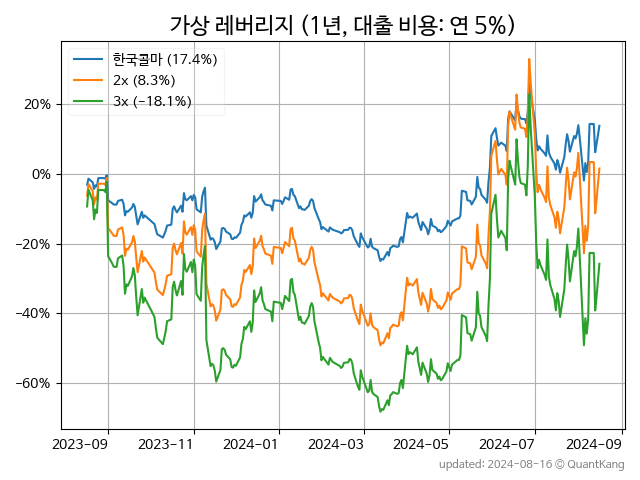 가상 레버리지 (1년, 대출 비용: 연 5%)
한국콜마 (17.4%)
2x (8.3%)
3x (−18.1%)
20%
0%
−20%
−40%
−60%
2023-09 2023-11 2024-01 2024-03 2024-05 2024-07 2024-09
updated: 2024-08-16 © QuantKang